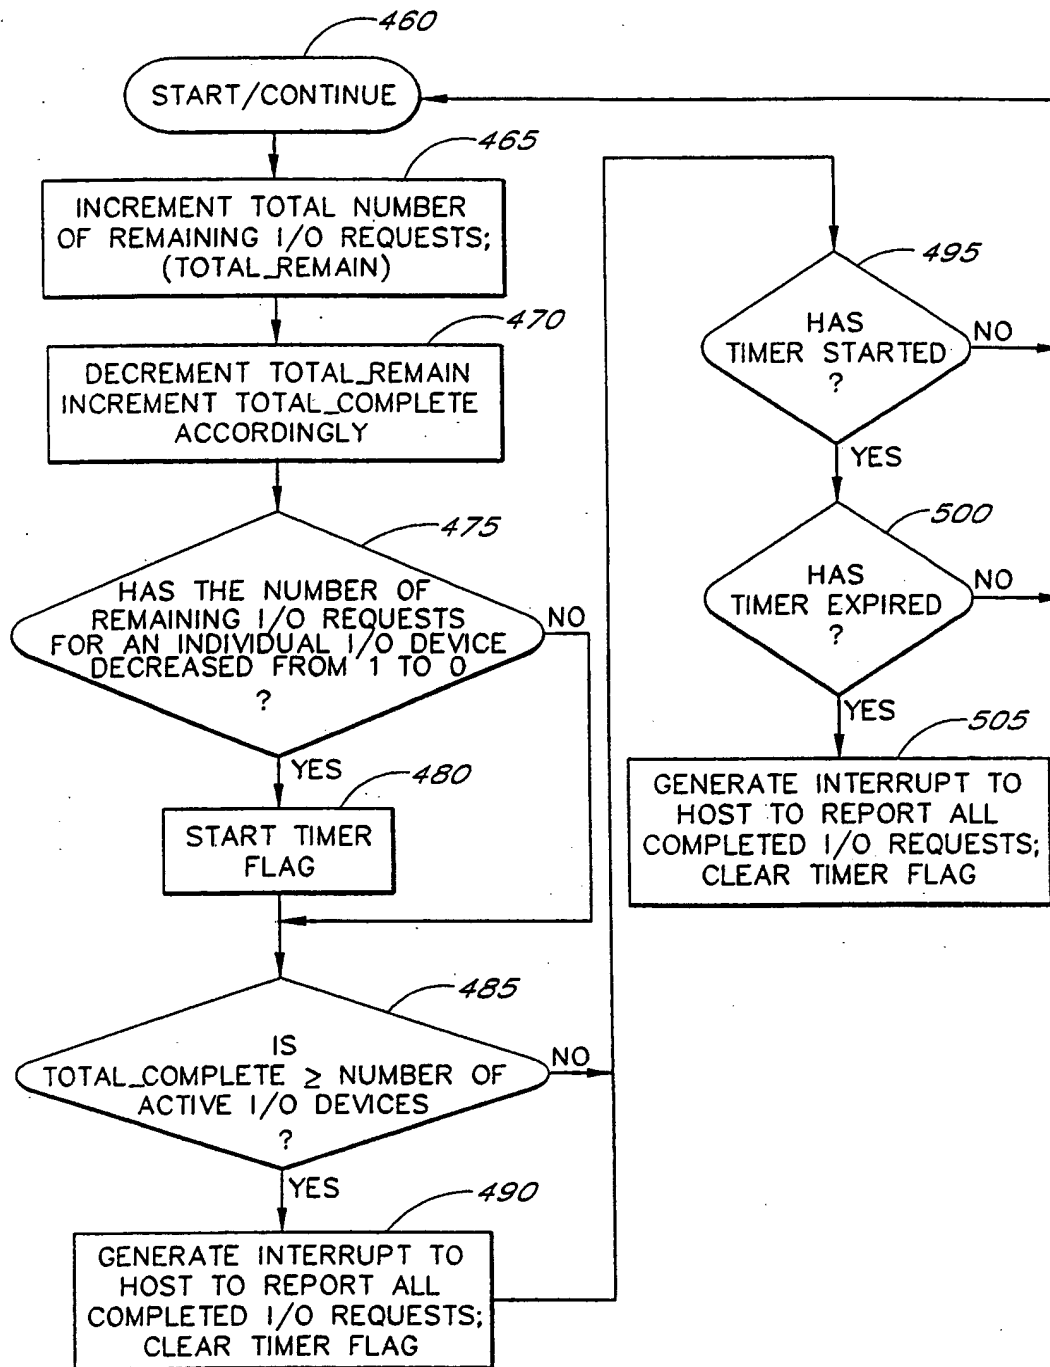 460
START/CONTINUE
465
INCREMENT TOTAL NUMBER
OF REMAINING I/O REQUESTS;
(TOTAL_REMAIN)
470
DECREMENT TOTAL_REMAIN
INCREMENT TOTAL_COMPLETE
ACCORDINGLY
475
HAS THE NUMBER OF
REMAINING I/O REQUESTS
FOR AN INDIVIDUAL I/O DEVICE
DECREASED FROM 1 TO 0
?
NO
YES
480
START TIMER
FLAG
485
IS
TOTAL_COMPLETE ≥ NUMBER OF
ACTIVE I/O DEVICES
?
NO
YES
490
GENERATE INTERRUPT TO
HOST TO REPORT ALL
COMPLETED I/O REQUESTS;
CLEAR TIMER FLAG
495
HAS
TIMER STARTED
?
NO
YES
500
HAS
TIMER EXPIRED
?
NO
YES
505
GENERATE INTERRUPT TO
HOST TO REPORT ALL
COMPLETED I/O REQUESTS;
CLEAR TIMER FLAG